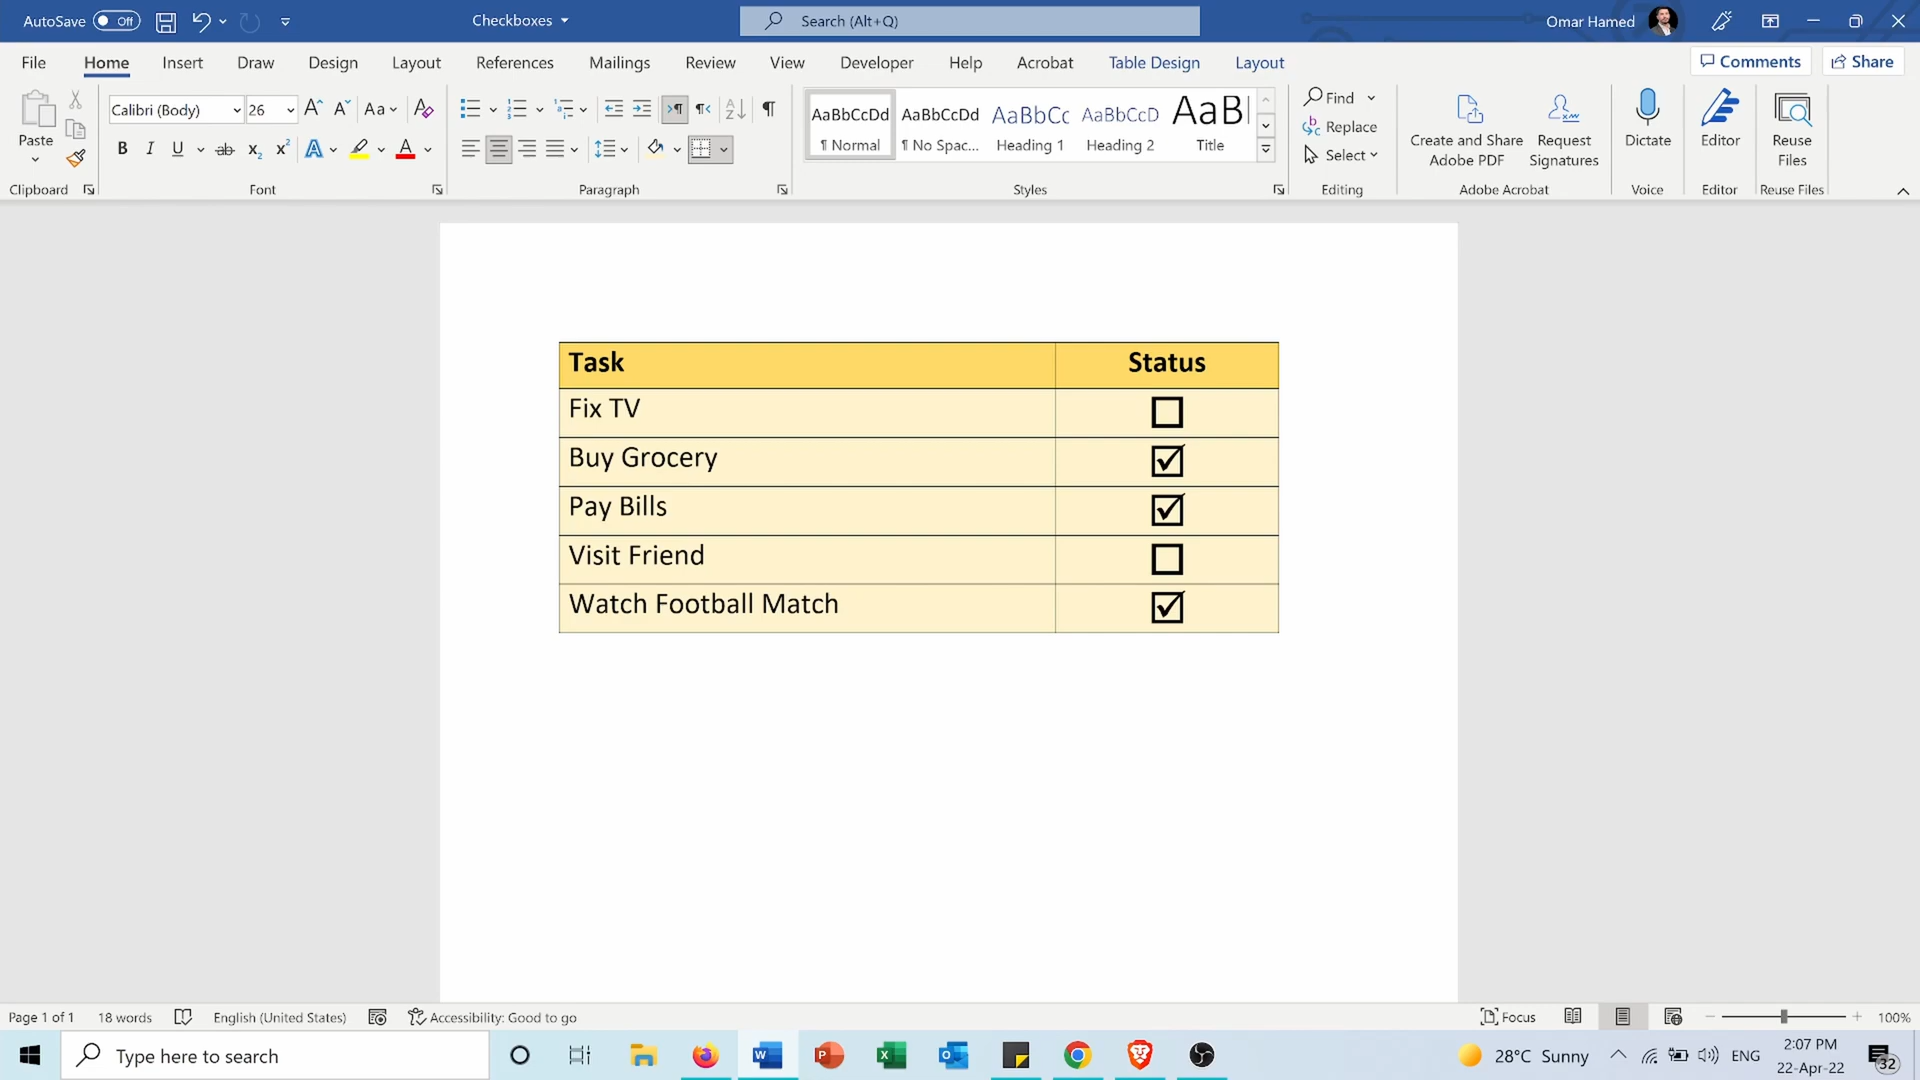 AutoSave Off Checkboxes Search (Alt+Q) Omar Hamed
File Home Insert Draw Design Layout References Mailings Review View Developer Help Acrobat Table Design Layout Comments Share
Paste
Clipboard
Calibri (Body) 26
Font
Paragraph
AaBbCcDd AaBbCcDd AaBbCc AaBbCcD AaB
¶ Normal ¶ No Spac... Heading 1 Heading 2 Title
Styles
Find
Replace
Select
Editing
Create and Share
Adobe PDF
Request
Signatures
Adobe Acrobat
Dictate
Voice
Editor
Editor
Reuse
Files
Reuse Files
Task Status
Fix TV
Buy Grocery
Pay Bills
Visit Friend
Watch Football Match
Page 1 of 1 18 words English (United States) Accessibility: Good to go Focus 100%
Type here to search 28°C Sunny ENG 2:07 PM
22-Apr-22 32